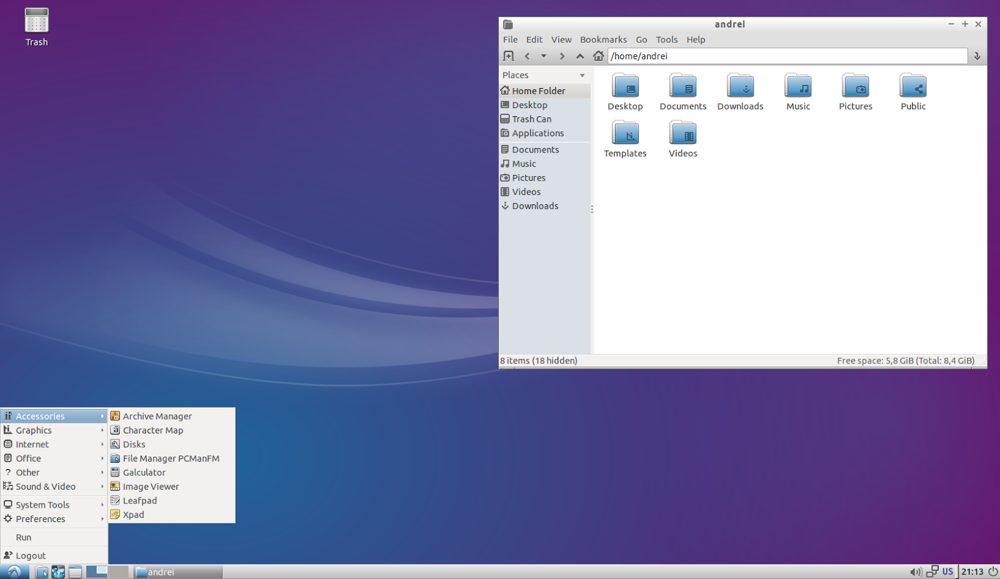 Trash
andrei
File Edit View Bookmarks Go Tools Help
/home/andrei
Places
Home Folder
Desktop
Trash Can
Applications
Documents
Music
Pictures
Videos
Downloads
Desktop Documents Downloads Music Pictures Public
Templates Videos
8 items (18 hidden) Free space: 5,8 GiB (Total: 8,4 GiB)
Accessories
Graphics
Internet
Office
Other
Sound & Video
System Tools
Preferences
Run
Logout
Archive Manager
Character Map
Disks
File Manager PCManFM
Galculator
Image Viewer
Leafpad
Xpad
andrei
US 21:13